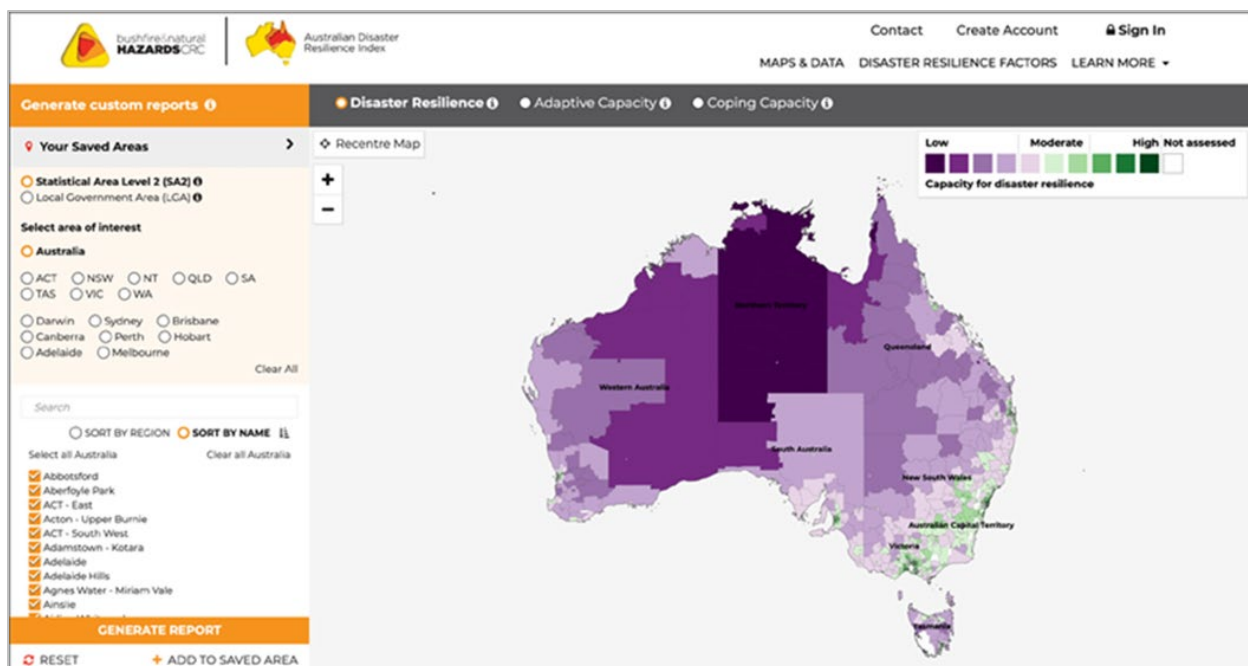 bushfire&natural
HAZARDSCRC
Australian Disaster
Resilience Index
Contact Create Account Sign In
MAPS & DATA DISASTER RESILIENCE FACTORS LEARN MORE
Generate custom reports
Disaster Resilience Adaptive Capacity Coping Capacity
Your Saved Areas
Recentre Map
Low Moderate High Not assessed
Capacity for disaster resilience
+
−
Statistical Area Level 2 (SA2)
Local Government Area (LGA)
Select area of interest
Australia
ACT NSW NT QLD SA
TAS VIC WA
Darwin Sydney Brisbane
Canberra Perth Hobart
Adelaide Melbourne
Clear All
Search
SORT BY REGION SORT BY NAME
Select all Australia Clear all Australia
Abbotsford
Aberfoyle Park
ACT - East
Acton - Upper Burnie
ACT - South West
Adamstown - Kotara
Adelaide
Adelaide Hills
Agnes Water - Miriam Vale
Ainslie
GENERATE REPORT
RESET + ADD TO SAVED AREA
Northern Territory
Queensland
Western Australia
South Australia
New South Wales
Australian Capital Territory
Victoria
Tasmania